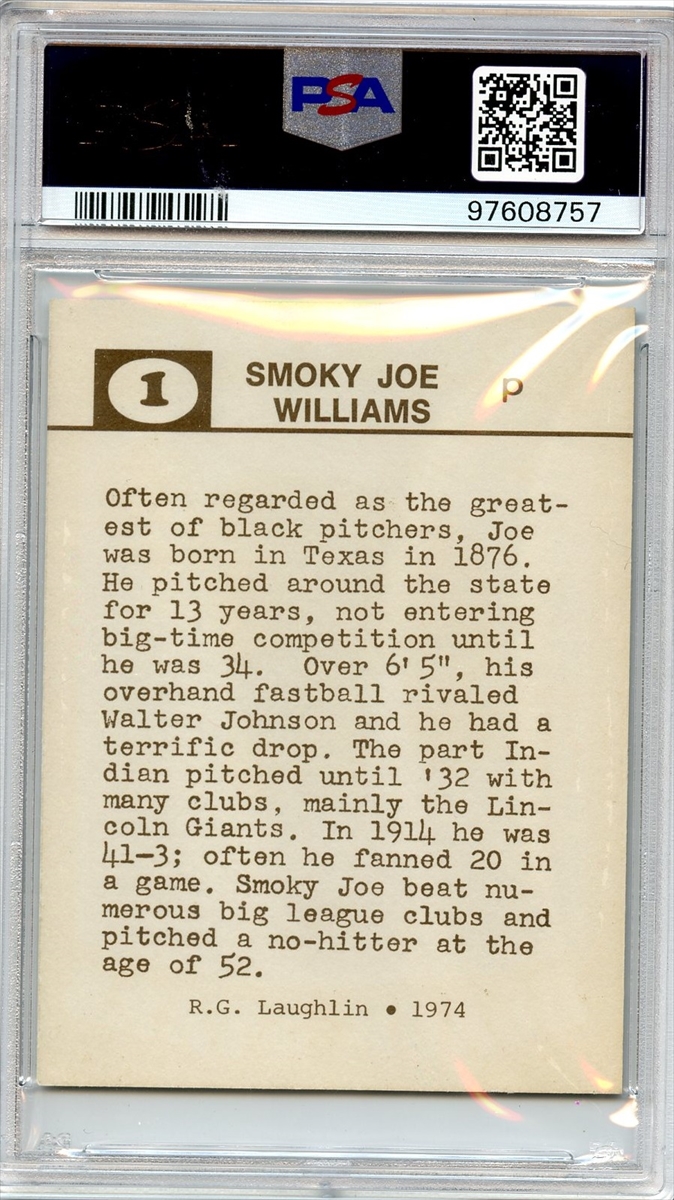 PSA
97608757
1
SMOKY JOE
WILLIAMS
p
Often regarded as the great-
est of black pitchers, Joe
was born in Texas in 1876.
He pitched around the state
for 13 years, not entering
big-time competition until
he was 34. Over 6' 5", his
overhand fastball rivaled
Walter Johnson and he had a
terrific drop. The part In-
dian pitched until '32 with
many clubs, mainly the Lin-
coln Giants. In 1914 he was
41-3; often he fanned 20 in
a game. Smoky Joe beat nu-
merous big league clubs and
pitched a no-hitter at the
age of 52.
R.G. Laughlin • 1974